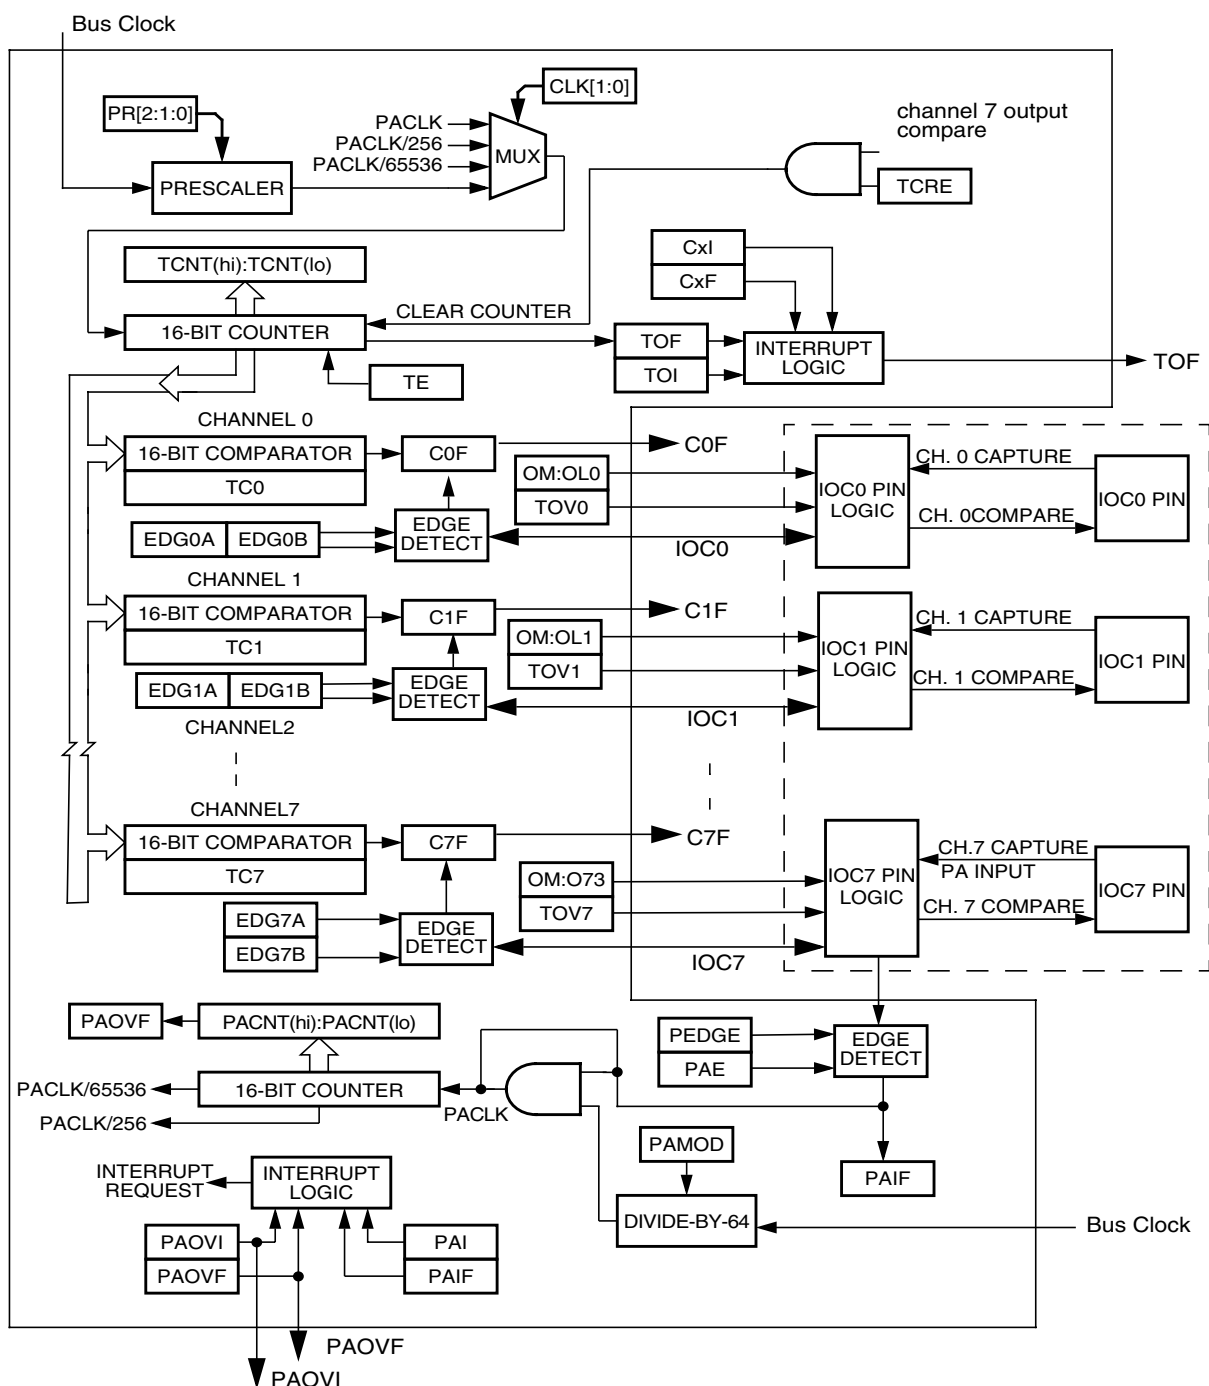 Bus Clock
PR[2:1:0]
CLK[1:0]
channel 7 output
compare
PACLK
PACLK/256
PACLK/65536
MUX
PRESCALER
TCRE
TCNT(hi):TCNT(lo)
CxI
CxF
CLEAR COUNTER
16-BIT COUNTER
TOF
TOI
INTERRUPT
LOGIC
TOF
TE
CHANNEL 0
16-BIT COMPARATOR
TC0
C0F
C0F
OM:OL0
TOV0
IOC0 PIN
LOGIC
CH. 0 CAPTURE
CH. 0COMPARE
IOC0 PIN
EDG0A
EDG0B
EDGE
DETECT
IOC0
CHANNEL 1
16-BIT COMPARATOR
TC1
C1F
C1F
OM:OL1
TOV1
IOC1 PIN
LOGIC
CH. 1 CAPTURE
CH. 1 COMPARE
IOC1 PIN
EDG1A
EDG1B
EDGE
DETECT
IOC1
CHANNEL2
CHANNEL7
16-BIT COMPARATOR
TC7
C7F
C7F
OM:O73
TOV7
IOC7 PIN
LOGIC
CH.7 CAPTURE
PA INPUT
CH. 7 COMPARE
IOC7 PIN
EDG7A
EDG7B
EDGE
DETECT
IOC7
PAOVF
PACNT(hi):PACNT(lo)
PEDGE
PAE
EDGE
DETECT
PACLK/65536
16-BIT COUNTER
PACLK
PACLK/256
PAMOD
PAIF
INTERRUPT
REQUEST
INTERRUPT
LOGIC
DIVIDE-BY-64
Bus Clock
PAOVI
PAOVF
PAI
PAIF
PAOVF
PAOVI